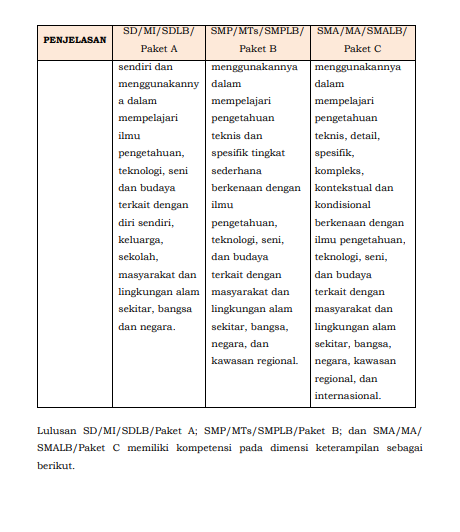 PENJELASAN
SD/MI/SDLB/
Paket A
SMP/MTs/SMPLB/
Paket B
SMA/MA/SMALB/
Paket C
sendiri dan
menggunakanny
a dalam
mempelajari
ilmu
pengetahuan,
teknologi, seni
dan budaya
terkait dengan
diri sendiri,
keluarga,
sekolah,
masyarakat dan
lingkungan alam
sekitar, bangsa
dan negara.
menggunakannya
dalam
mempelajari
pengetahuan
teknis dan
spesifik tingkat
sederhana
berkenaan dengan
ilmu
pengetahuan,
teknologi, seni,
dan budaya
terkait dengan
masyarakat dan
lingkungan alam
sekitar, bangsa,
negara, dan
kawasan regional.
menggunakannya
dalam
mempelajari
pengetahuan
teknis, detail,
spesifik,
kompleks,
kontekstual dan
kondisional
berkenaan dengan
ilmu pengetahuan,
teknologi, seni,
dan budaya
terkait dengan
masyarakat dan
lingkungan alam
sekitar, bangsa,
negara, kawasan
regional, dan
internasional.
Lulusan SD/MI/SDLB/Paket A; SMP/MTs/SMPLB/Paket B; dan SMA/MA/
SMALB/Paket C memiliki kompetensi pada dimensi keterampilan sebagai
berikut.